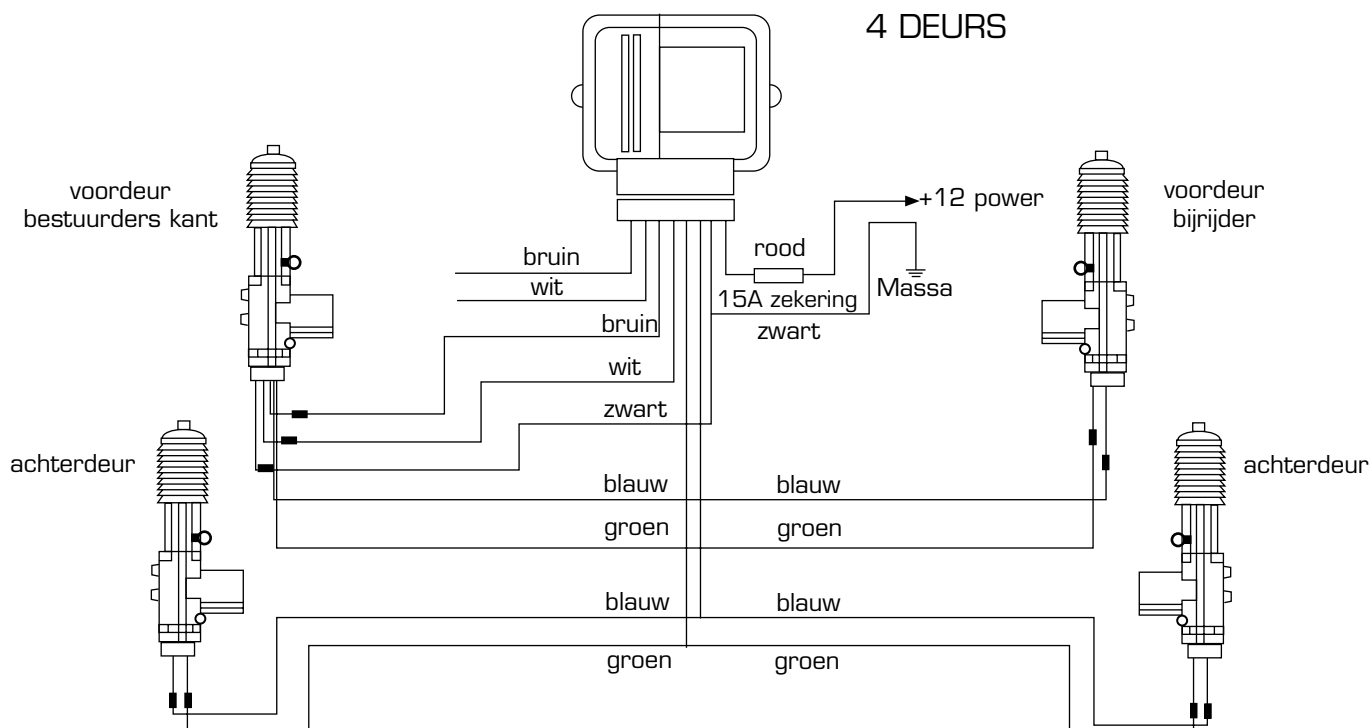 4 DEURS
voordeur
bestuurders kant
+12 power
voordeur
bijrijder
bruin
rood
wit
15A zekering
Massa
bruin
zwart
wit
zwart
achterdeur
achterdeur
blauw
blauw
groen
groen
blauw
blauw
groen
groen